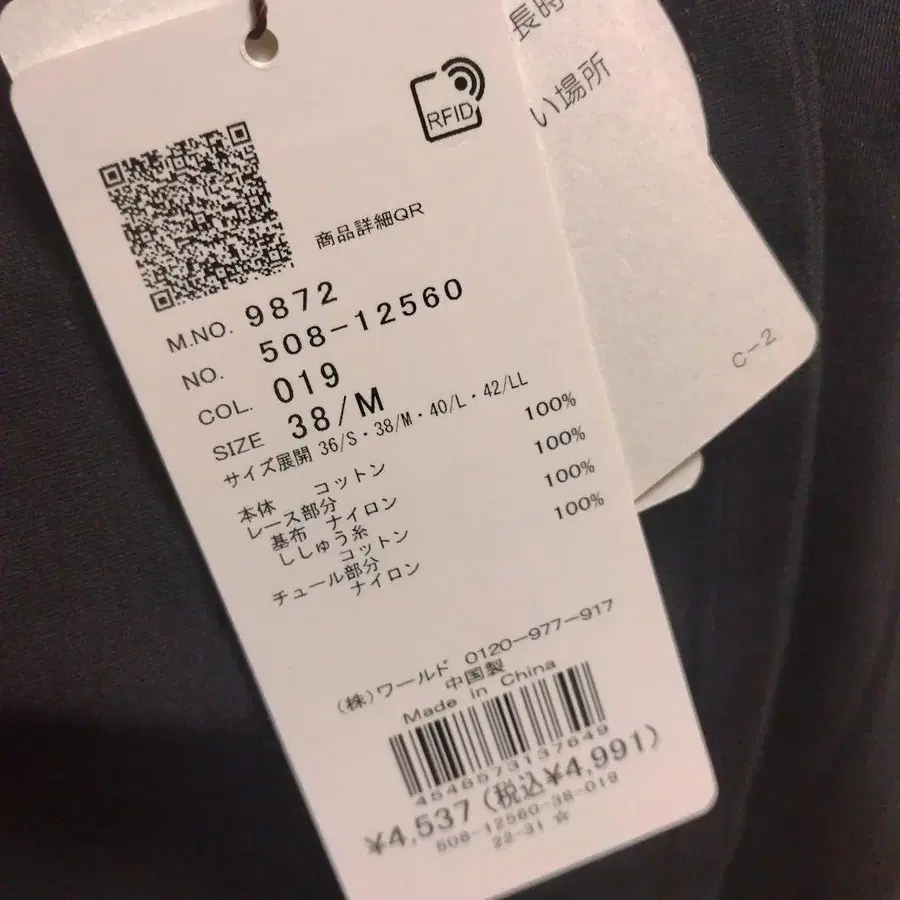 RFID
商品詳細QR
M.NO. 9872
NO. 508-12560
COL. 019
SIZE 38/M
サイズ展開 36/S・38/M・40/L・42/LL
本体 コットン 100%
レース部分
基布 ナイロン 100%
ししゅう糸
コットン 100%
チュール部分
ナイロン 100%
(株)ワールド 0120-977-917
中国製
Made in China
4546573137649
¥4,537 (税込¥4,991)
508-12560-38-019
22-31 ☆
長時
い場所
C-2